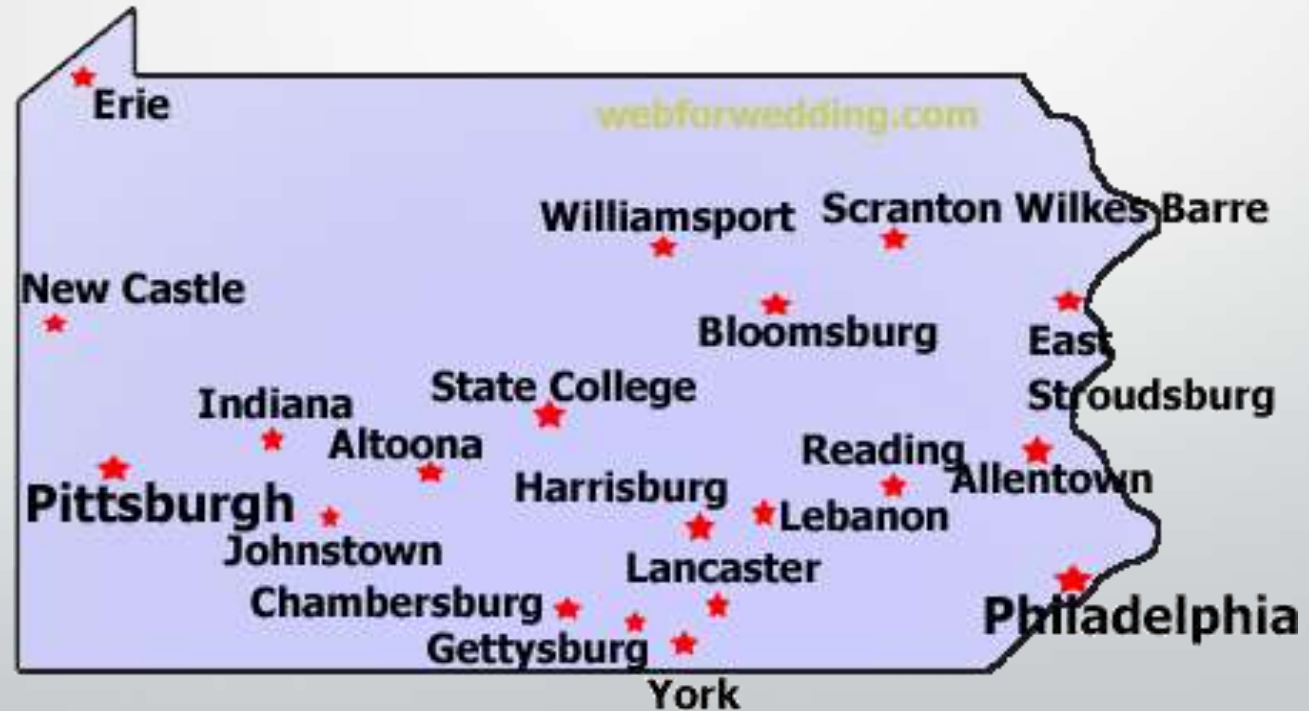 Erie
webforwedding.com
Williamsport
Scranton Wilkes Barre
New Castle
Bloomsburg
East
Stroudsburg
State College
Indiana
Altoona
Reading
Allentown
Harrisburg
Pittsburgh
Lebanon
Johnstown
Lancaster
Chambersburg
Philadelphia
Gettysburg
York